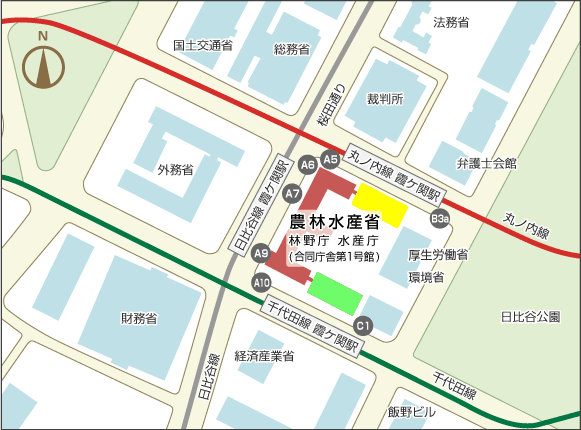 N
国土交通省
総務省
法務省
桜田通り
裁判所
弁護士会館
外務省
A6
A5
丸ノ内線 霞ケ関駅
日比谷線 霞ケ関駅
A7
B3a
丸ノ内線
農林水産省
林野庁 水産庁
(合同庁舎第1号館)
厚生労働省
環境省
A9
A10
C1
千代田線 霞ケ関駅
財務省
日比谷公園
経済産業省
日比谷線
千代田線
飯野ビル